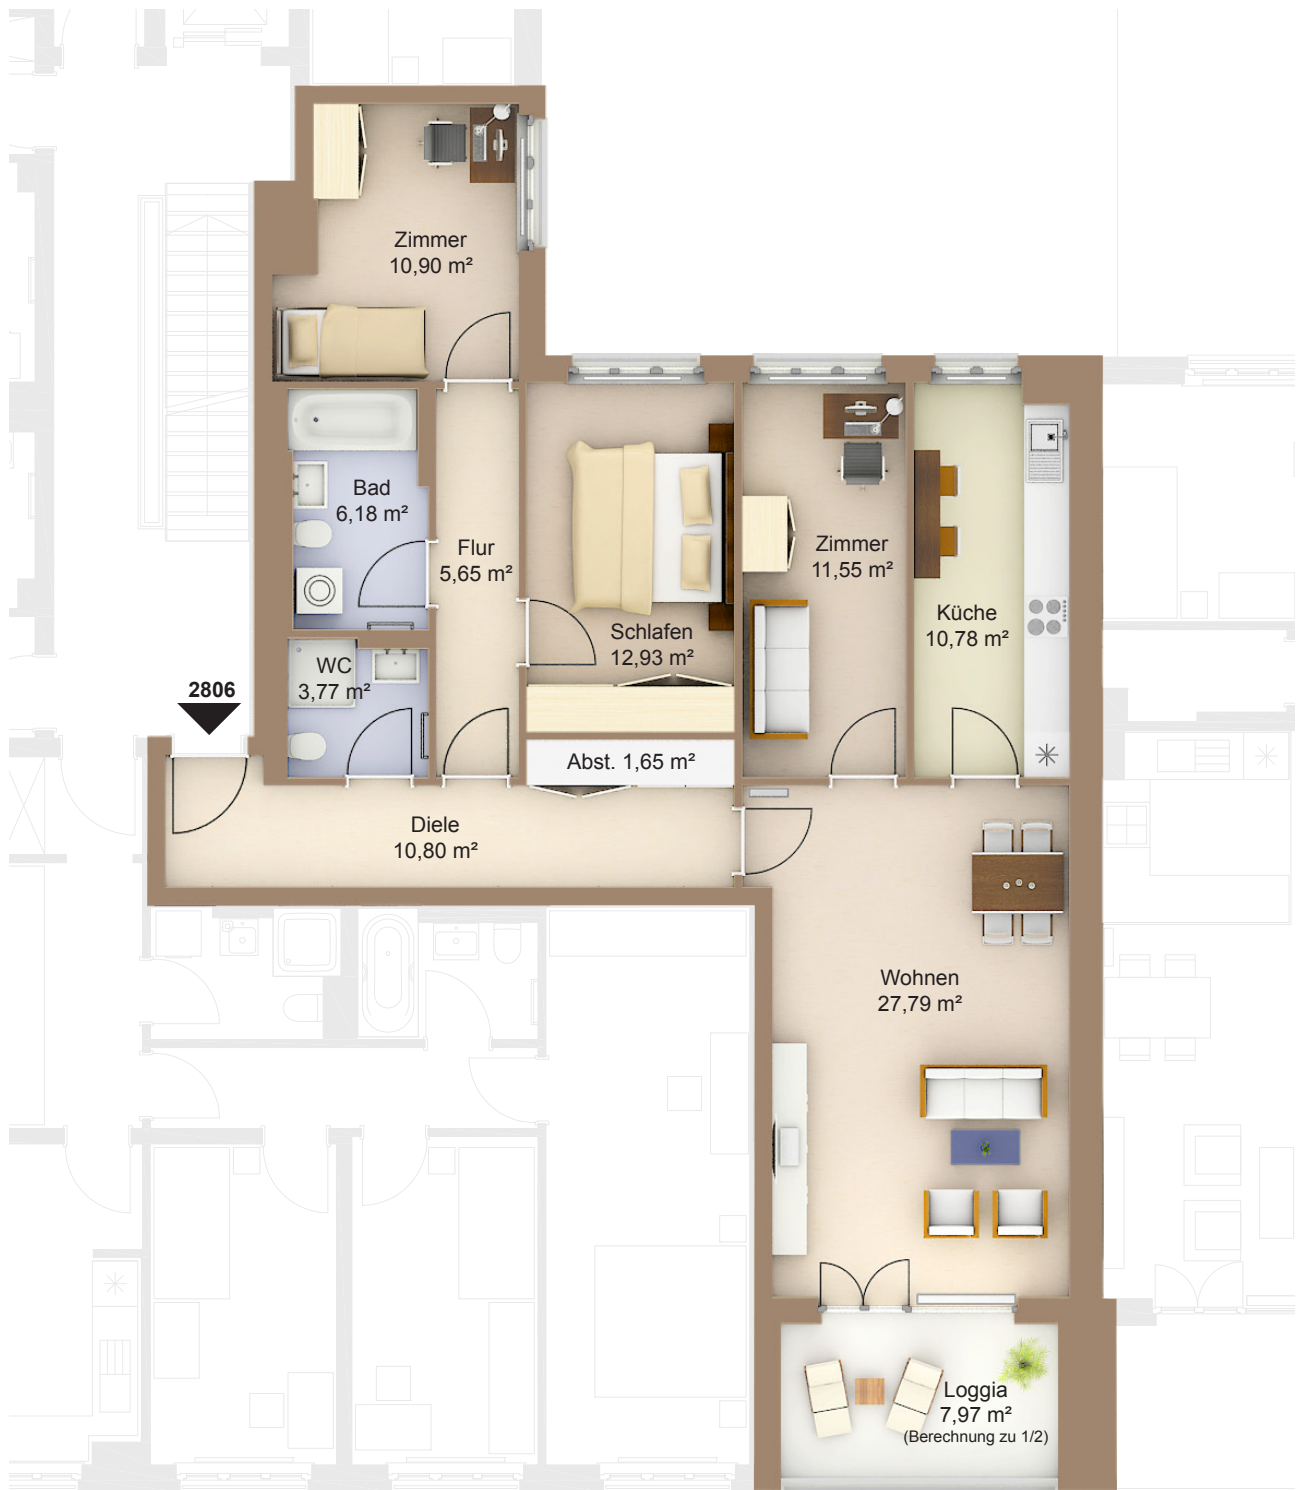 Zimmer
10,90 m²
Bad
6,18 m²
Flur
5,65 m²
Zimmer
11,55 m²
Küche
10,78 m²
Schlafen
12,93 m²
WC
3,77 m²
2806
Abst. 1,65 m²
Diele
10,80 m²
Wohnen
27,79 m²
Loggia
7,97 m²
(Berechnung zu 1/2)